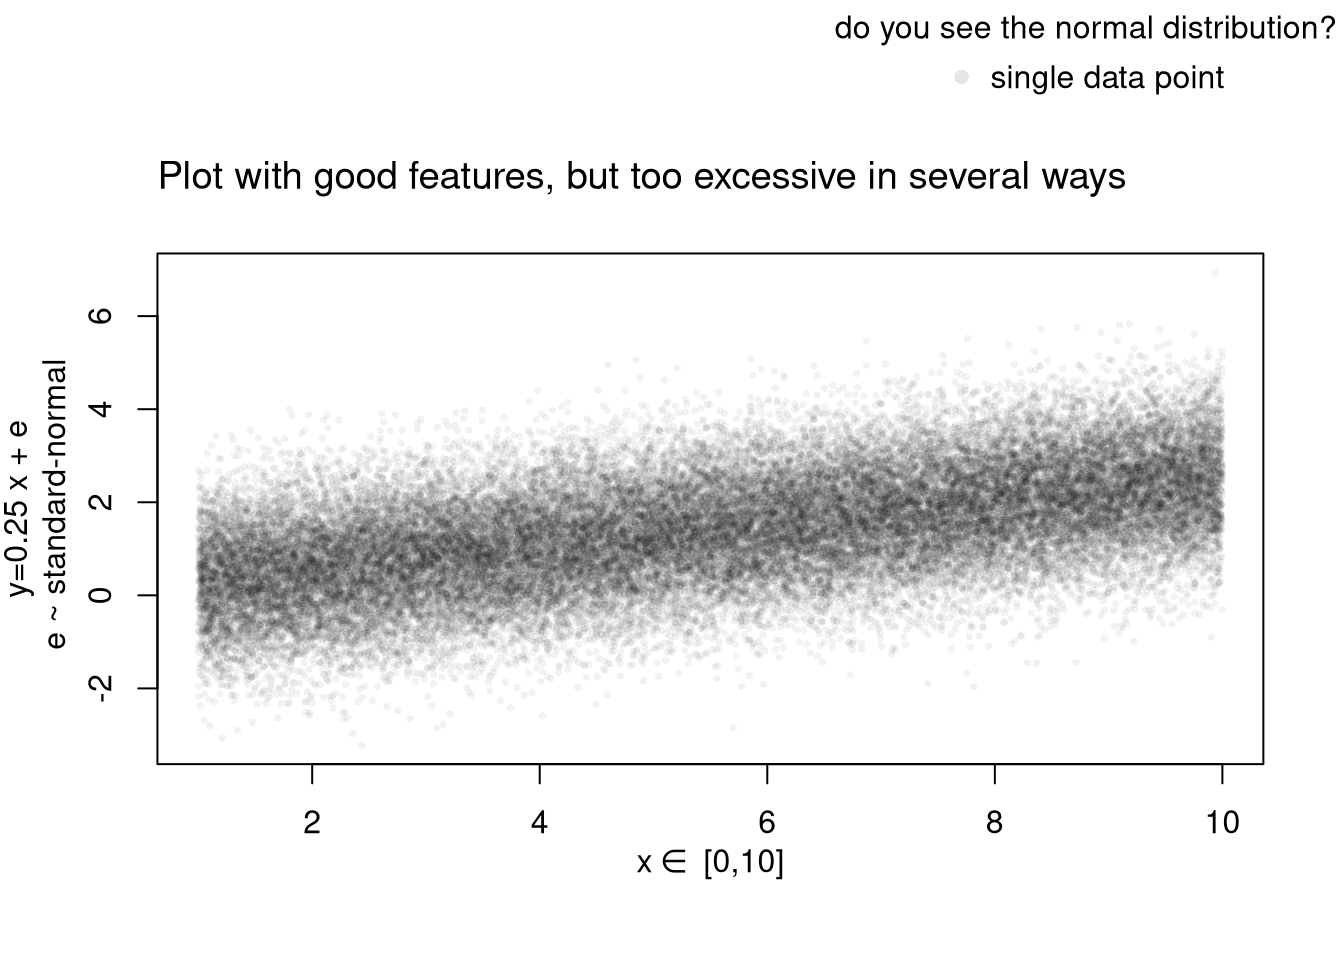 do you see the normal distribution?
single data point
Plot with good features, but too excessive in several ways
y=0.25 x + e
e ~ standard-normal
6
4
2
0
-2
2
4
6
8
10
x ∈ [0,10]